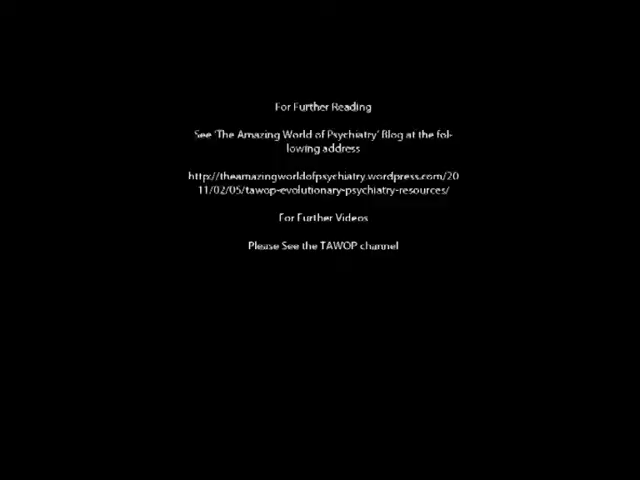 For Further Reading
See 'The Amazing World of Psychiatry' Blog at the fol-
lowing address
http://theamazingworldofpsychiatry.wordpress.com/20
11/02/05/tawop-evolutionary-psychiatry-resources/
For Further Videos
Please See the TAWOP channel